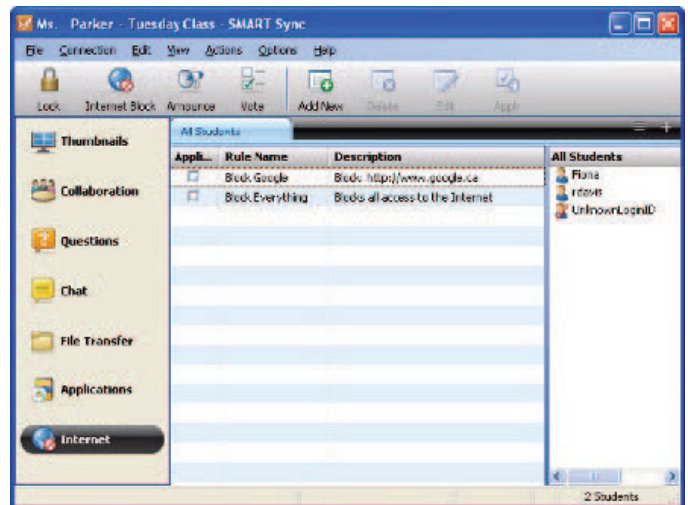 Ms. Parker - Tuesday Class - SMART Sync
File Connection Edit View Actions Options Help
Lock Internet Block Announce Vote Add New Delete Edit Apply
All Students
Appli... Rule Name Description
Block Google Block: http://www.google.ca
Block Everything Blocks all access to the Internet
Thumbnails
Collaboration
Questions
Chat
File Transfer
Applications
Internet
All Students
Fiona
rdavis
UnknownLoginID
2 Students